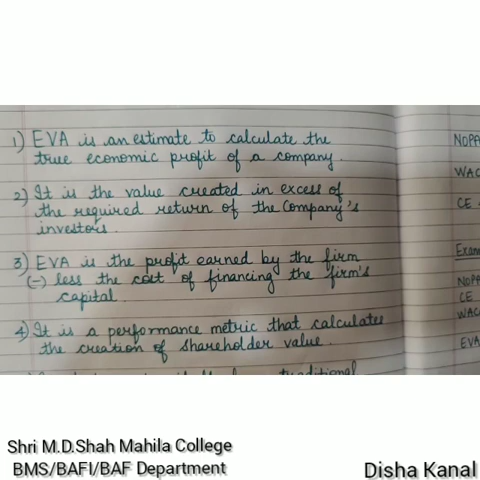 1) EVA is an estimate to calculate the
true economic profit of a company.
2) It is the value created in excess of
the required return of the Company's
investors.
3) EVA is the profit earned by the firm
(-) less the cost of financing the firm's
capital.
4) It is a performance metric that calculates
the creation of shareholder value.
traditional
NOPA
WAC
CE
Exam
NOPA
CE
WAC
EVA
Shri M.D.Shah Mahila College
BMS/BAFI/BAF Department
Disha Kanal